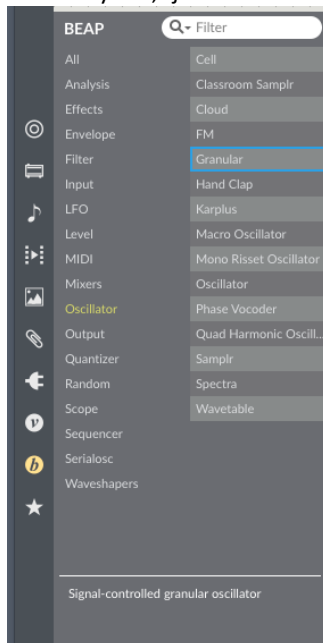 BEAP
Filter
All
Analysis
Effects
Envelope
Filter
Input
LFO
Level
MIDI
Mixers
Oscillator
Output
Quantizer
Random
Scope
Sequencer
Serialosc
Waveshapers
Cell
Classroom Samplr
Cloud
FM
Granular
Hand Clap
Karplus
Macro Oscillator
Mono Risset Oscillator
Oscillator
Phase Vocoder
Quad Harmonic Oscill...
Samplr
Spectra
Wavetable
v
b
Signal-controlled granular oscillator